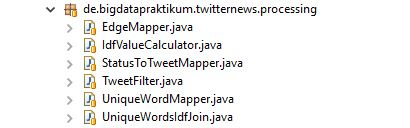 de.bigdatapraktikum.twitternews.processing
EdgeMapper.java
IdfValueCalculator.java
StatusToTweetMapper.java
TweetFilter.java
UniqueWordMapper.java
UniqueWordsIdfJoin.java